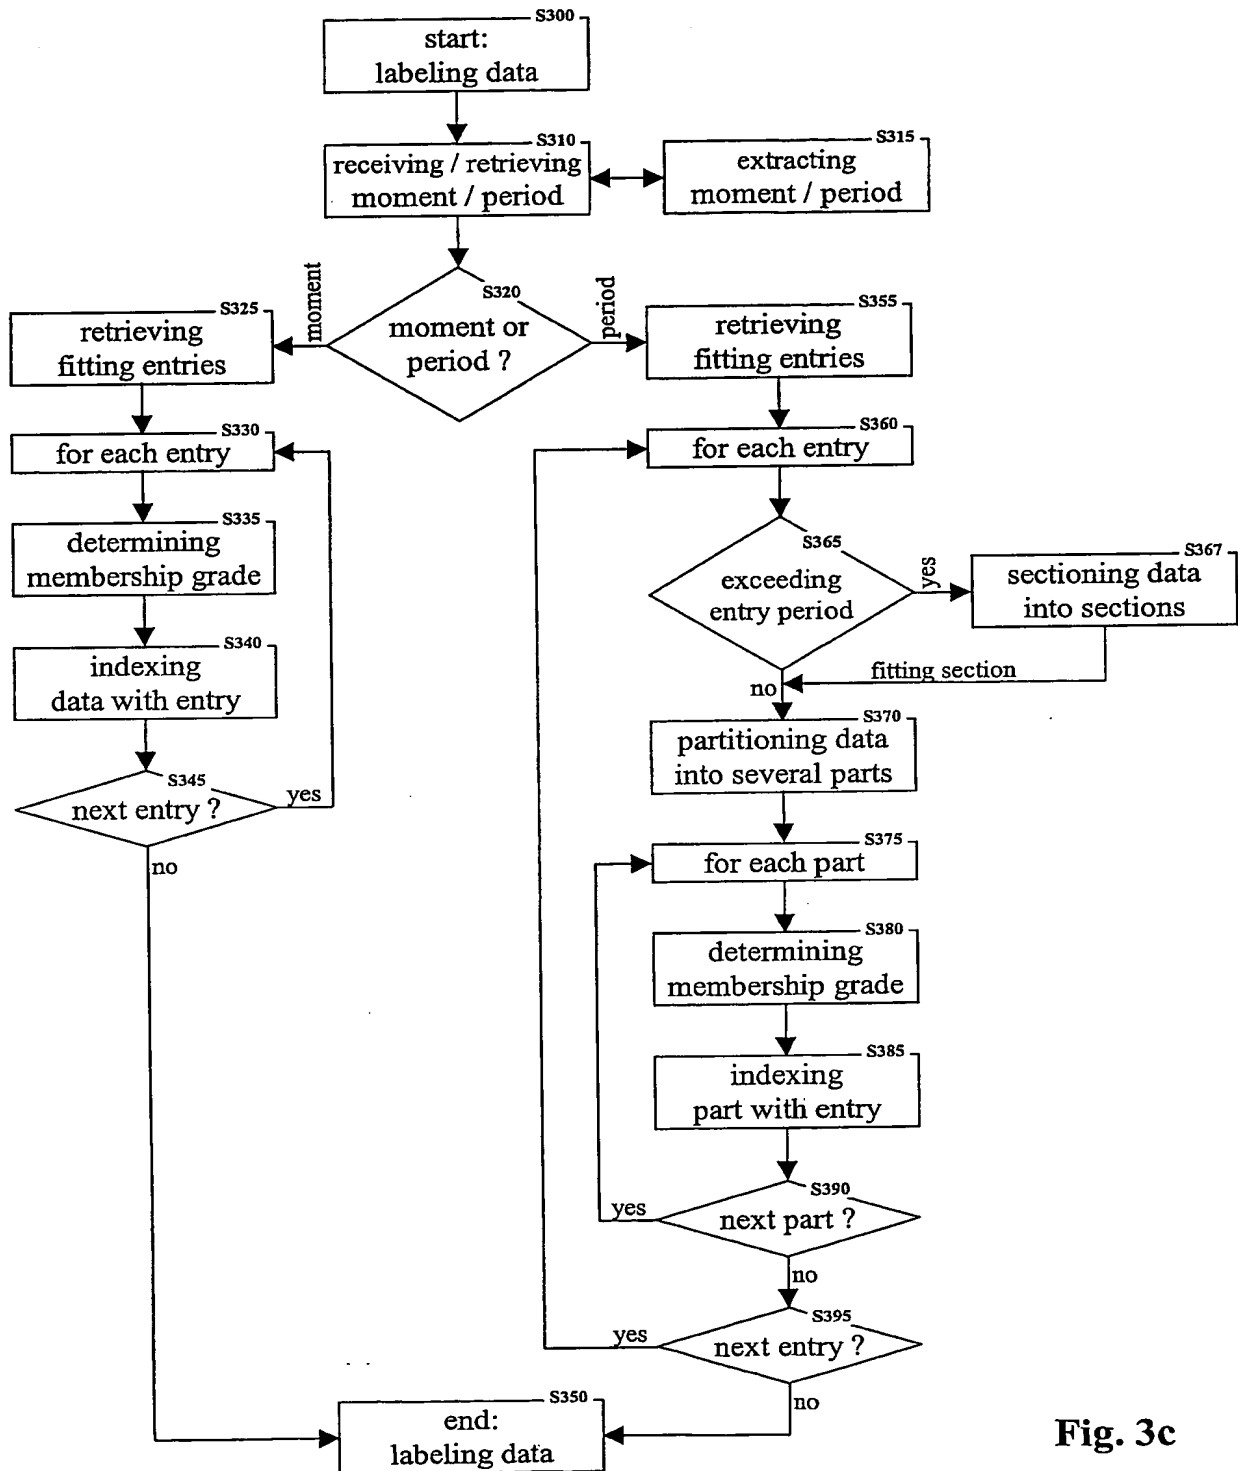 S300
start:
labeling data
S310
receiving / retrieving
moment / period
S315
extracting
moment / period
S320
moment or
period ?
moment
period
S325
retrieving
fitting entries
S330
for each entry
S335
determining
membership grade
S340
indexing
data with entry
S345
next entry ?
yes
no
S355
retrieving
fitting entries
S360
for each entry
S365
exceeding
entry period
yes
S367
sectioning data
into sections
fitting section
no
S370
partitioning data
into several parts
S375
for each part
S380
determining
membership grade
S385
indexing
part with entry
S390
next part ?
yes
no
S395
next entry ?
yes
no
S350
end:
labeling data
Fig. 3c